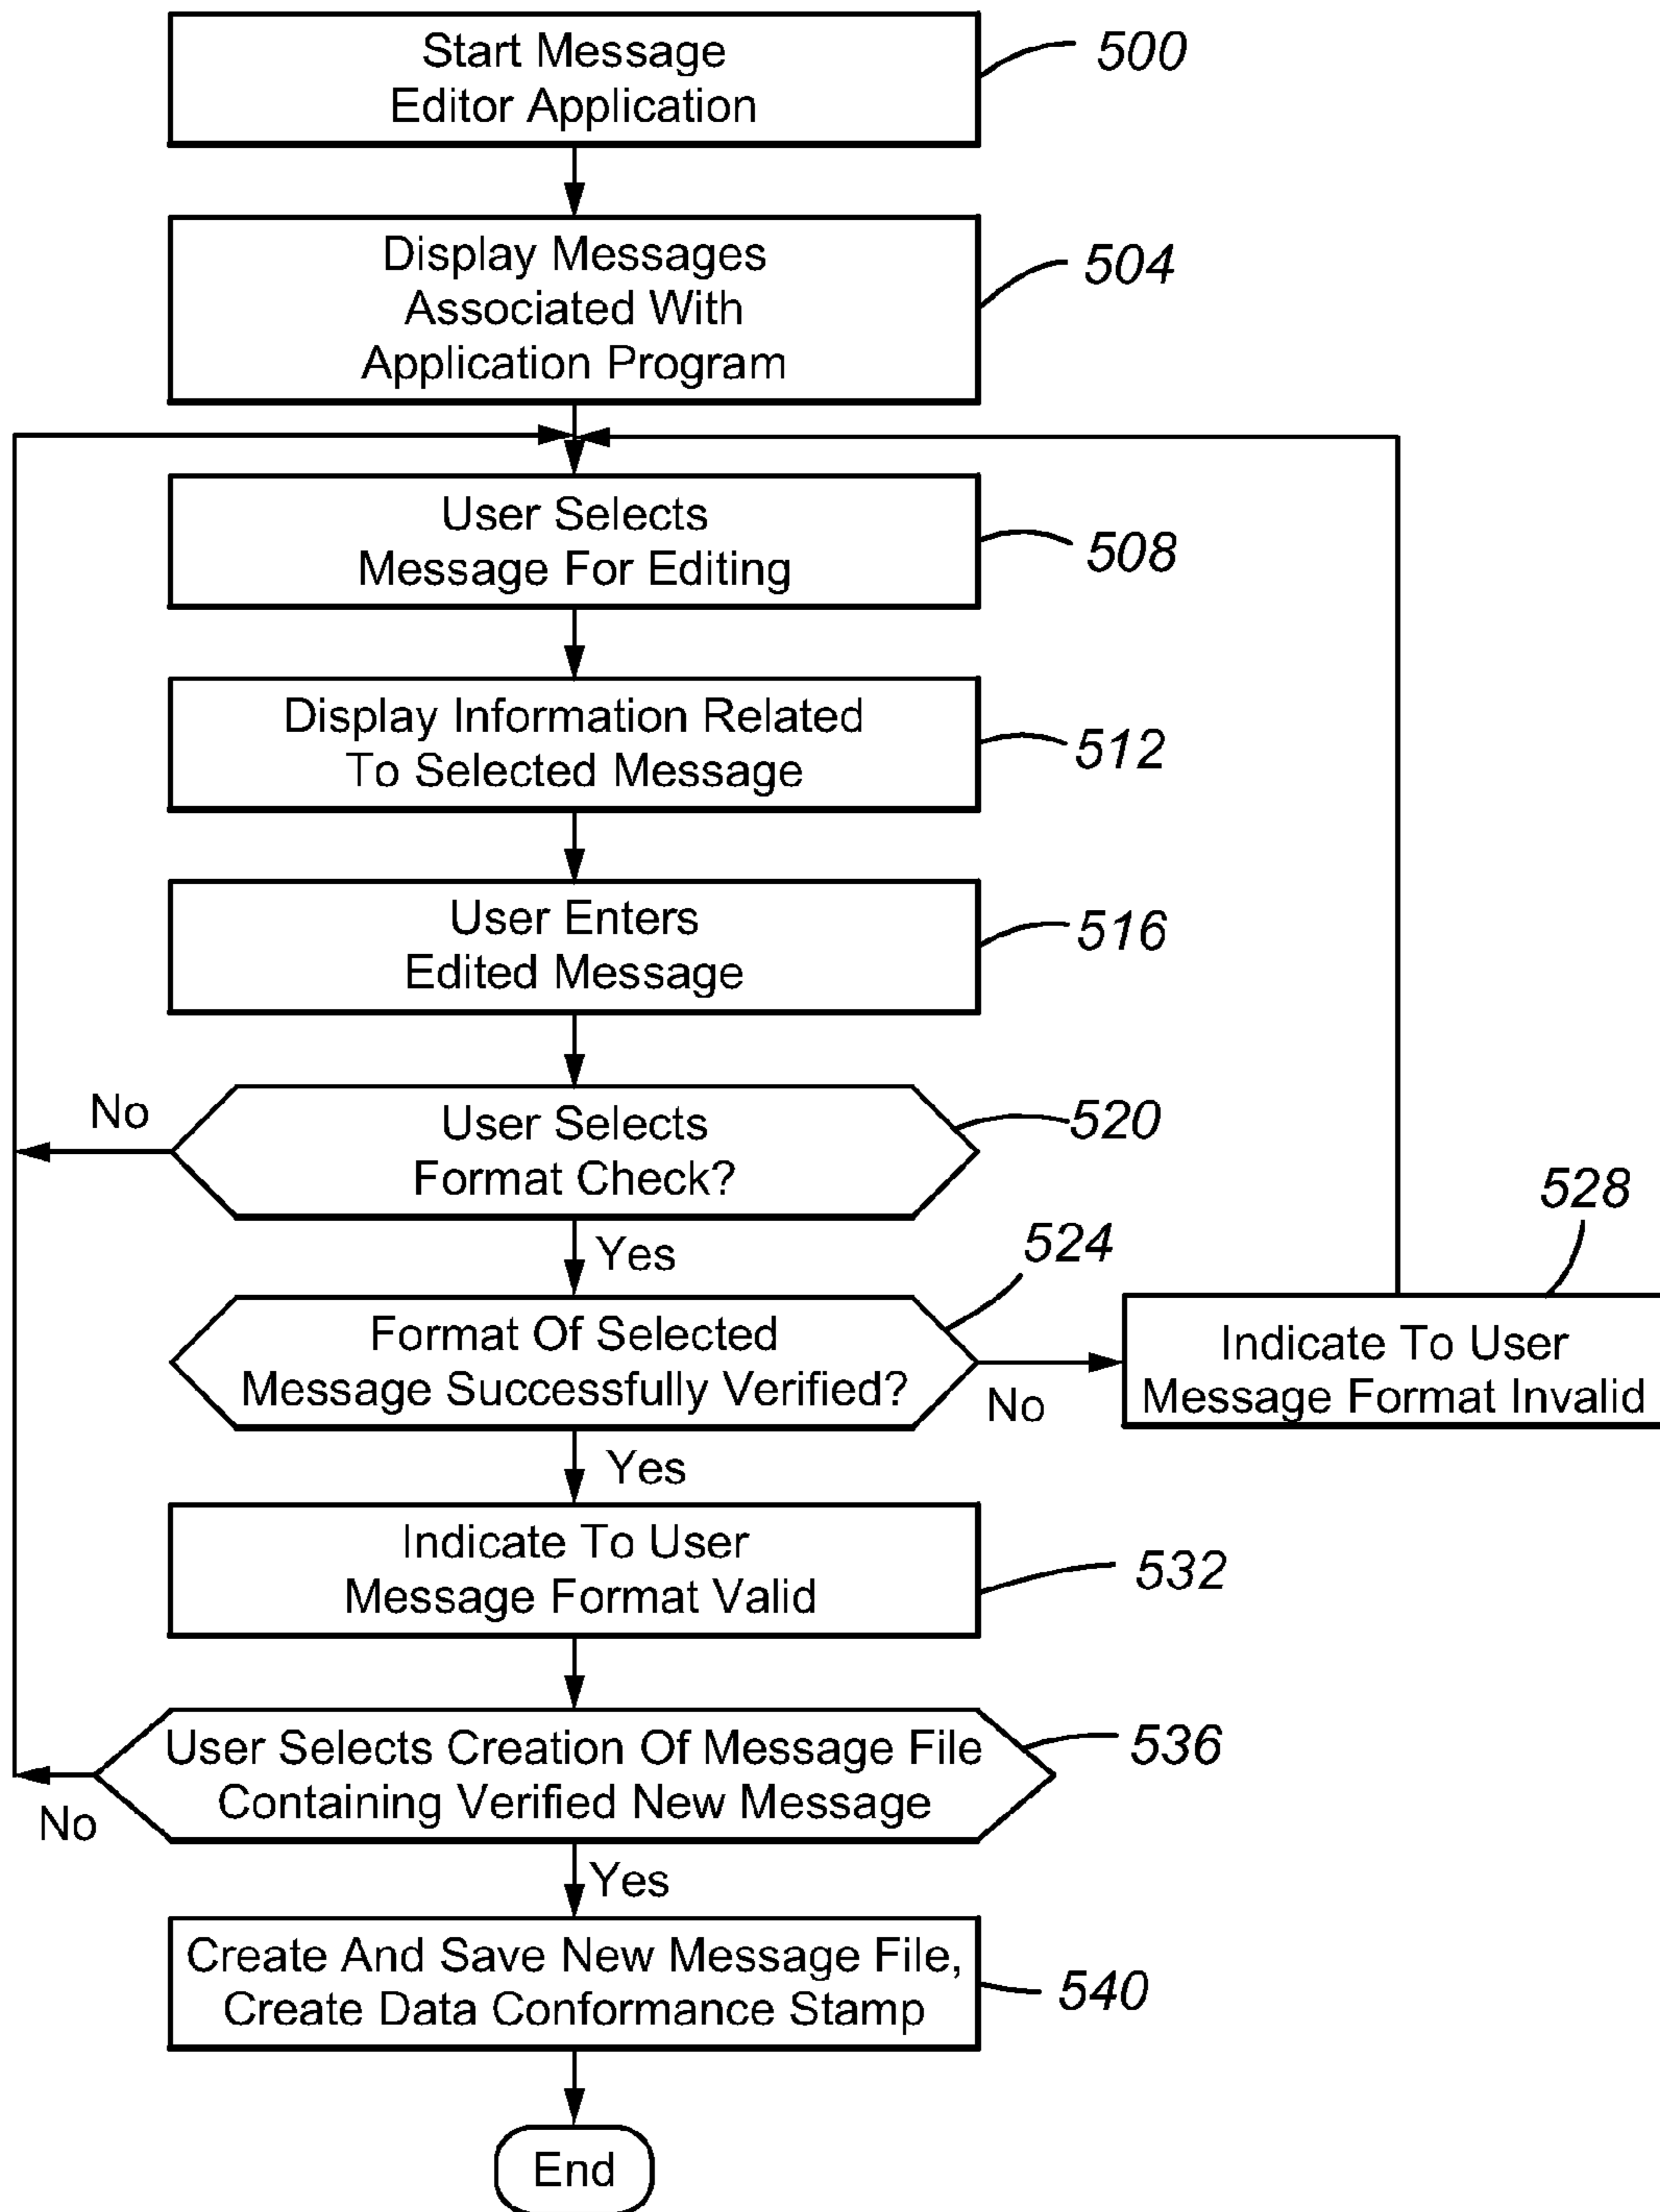 Start Message
Editor Application
500
Display Messages
Associated With
Application Program
504
User Selects
Message For Editing
508
Display Information Related
To Selected Message
512
User Enters
Edited Message
516
User Selects
Format Check?
520
No
Yes
Format Of Selected
Message Successfully Verified?
524
No
Indicate To User
Message Format Invalid
528
Yes
Indicate To User
Message Format Valid
532
User Selects Creation Of Message File
Containing Verified New Message
536
No
Yes
Create And Save New Message File,
Create Data Conformance Stamp
540
End